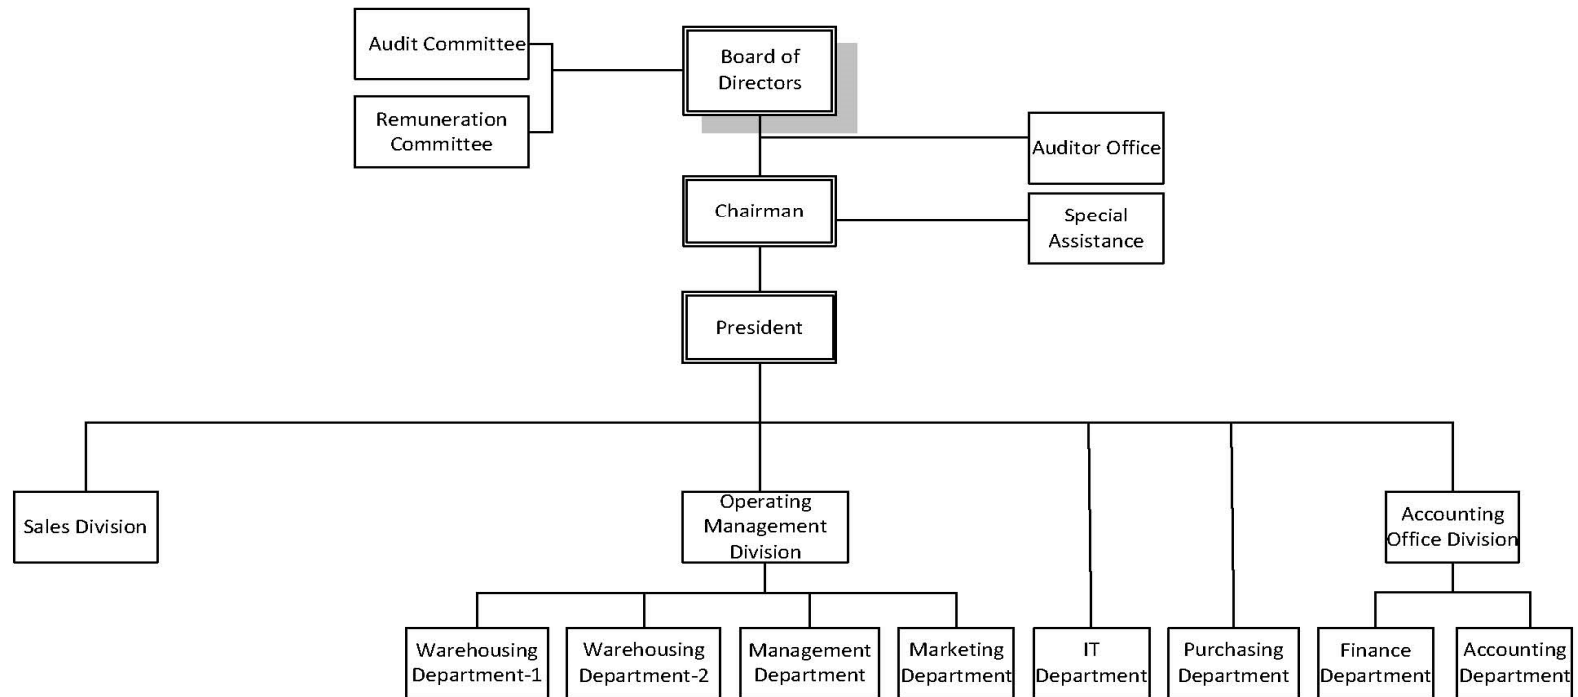 Audit Committee
Board of
Directors
Remuneration
Committee
Auditor Office
Chairman
Special
Assistance
President
Sales Division
Operating
Management
Division
Accounting
Office Division
Warehousing
Department-1
Warehousing
Department-2
Management
Department
Marketing
Department
IT
Department
Purchasing
Department
Finance
Department
Accounting
Department